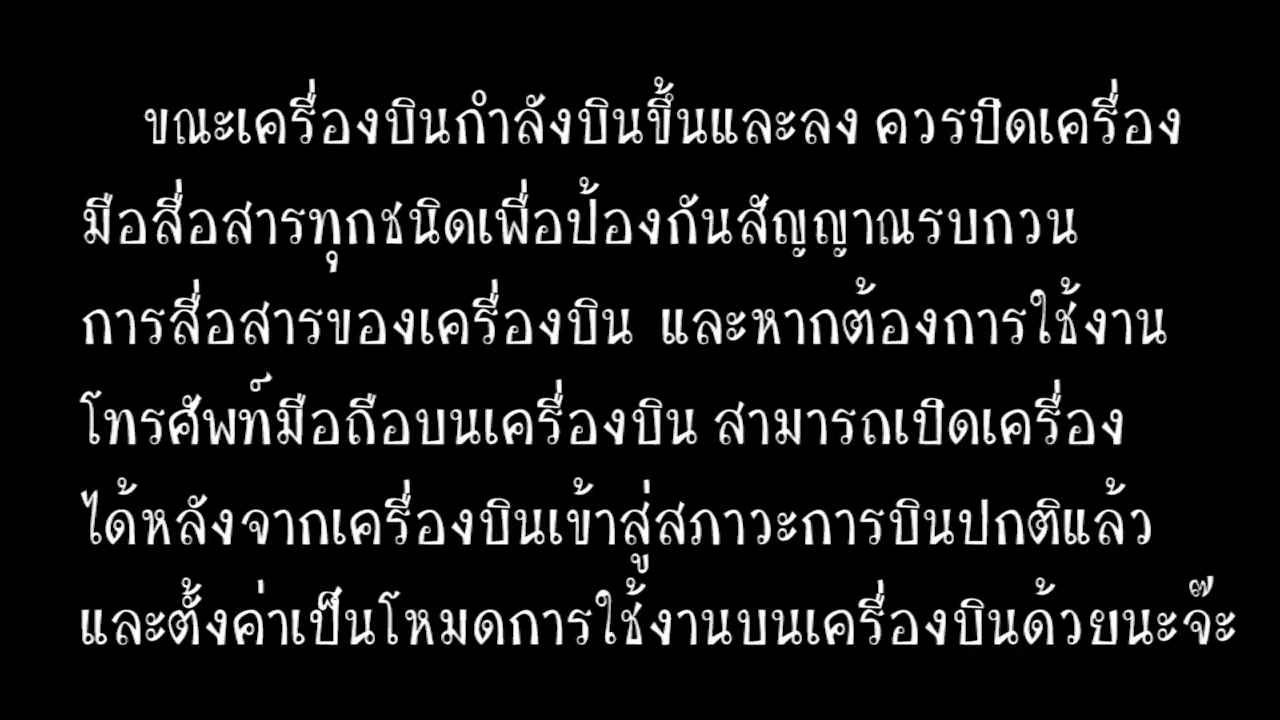 ขณะเครื่องบินกำลังบินขึ้นและลง ควรปิดเครื่อง
มือสื่อสารทุกชนิดเพื่อป้องกันสัญญาณรบกวน
การสื่อสารของเครื่องบิน และหากต้องการใช้งาน
โทรศัพท์มือถือบนเครื่องบิน สามารถเปิดเครื่อง
ได้หลังจากเครื่องบินเข้าสู่สภาวะการบินปกติแล้ว
และตั้งค่าเป็นโหมดการใช้งานบนเครื่องบินด้วยนะจ๊ะ